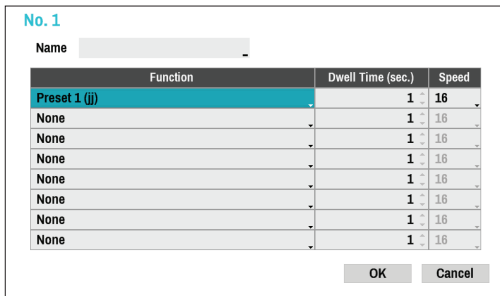 No. 1
Name
Function Dwell Time (sec.) Speed
Preset 1 (jj) 1 16
None 1 16
None 1 16
None 1 16
None 1 16
None 1 16
None 1 16
None 1 16
OK Cancel